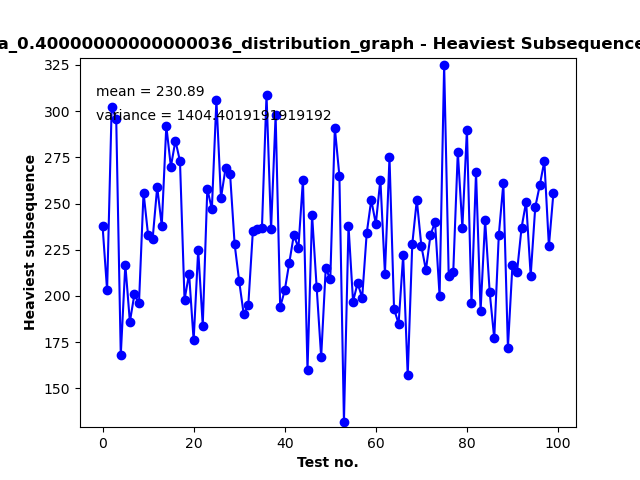 a_0.40000000000000036_distribution_graph - Heaviest Subsequence
325
300
275
250
225
200
175
150
mean = 230.89
variance = 1404.4019191919192
Heaviest subsequence
0 20 40 60 80 100
Test no.